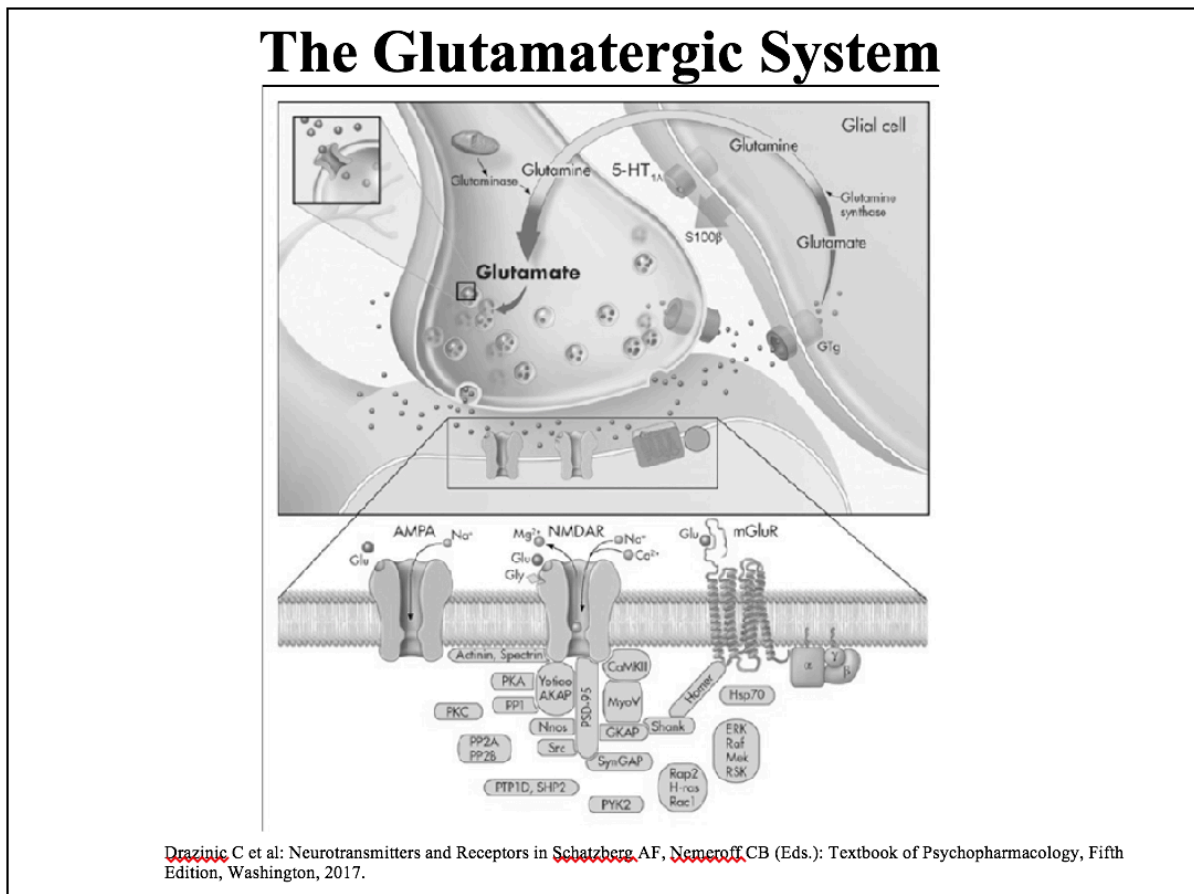 The Glutamatergic System
Glial cell
Glutamine
Glutaminase
Glutamine
5-HT1A
Glutamine
synthase
S100β
Glutamate
Glutamate
GTg
AMPA
Na+
Glu
Mg2+
NMDAR
Na+
Ca2+
Glu
Gly
Glu
mGluR
Actinin, Spectrin
CaMKII
PKA
Yotiao
AKAP
PSD-95
MyoV
Homer
Hsp70
α
γ
β
PKC
PP1
Nnos
GKAP
Shank
ERK
Raf
Mek
RSK
PP2A
PP2B
Src
SynGAP
Rap2
H-ras
Rac1
PTP1D, SHP2
PYK2
Drazinic C et al: Neurotransmitters and Receptors in Schatzberg AF, Nemeroff CB (Eds.): Textbook of Psychopharmacology, Fifth
Edition, Washington, 2017.